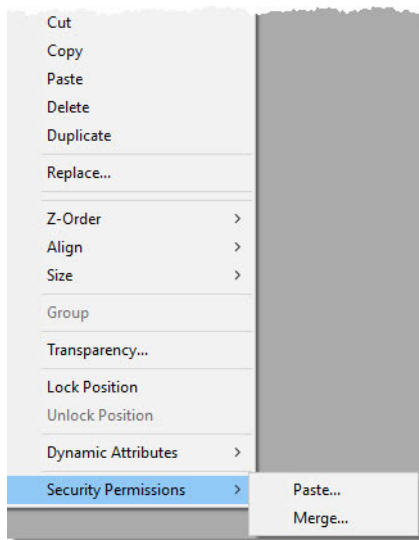 Cut
Copy
Paste
Delete
Duplicate
Replace...
Z-Order
Align
Size
Group
Transparency...
Lock Position
Unlock Position
Dynamic Attributes
Security Permissions
Paste...
Merge...